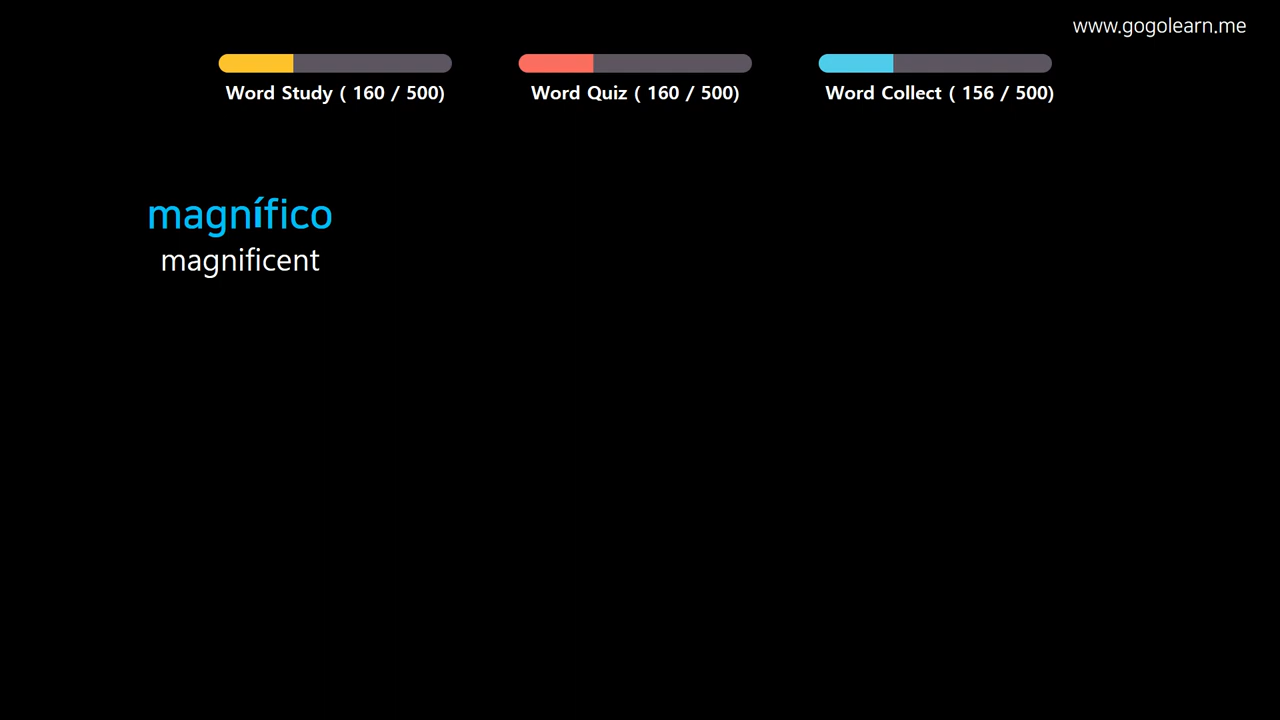 www.gogolearn.me
Word Study ( 160 / 500)
Word Quiz ( 160 / 500)
Word Collect ( 156 / 500)
magnífico
magnificent